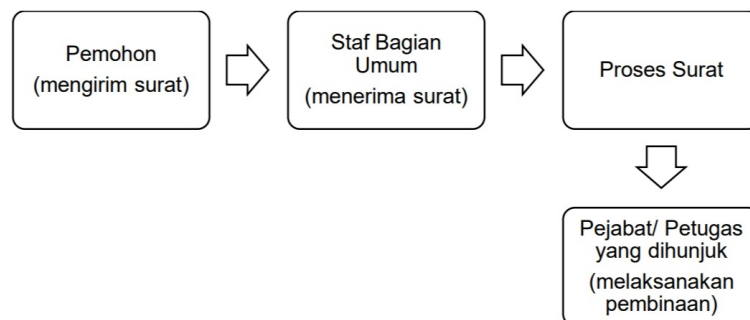 Pemohon
(mengirim surat)
Staf Bagian
Umum
(menerima surat)
Proses Surat
Pejabat/ Petugas
yang dihunjuk
(melaksanakan
pembinaan)